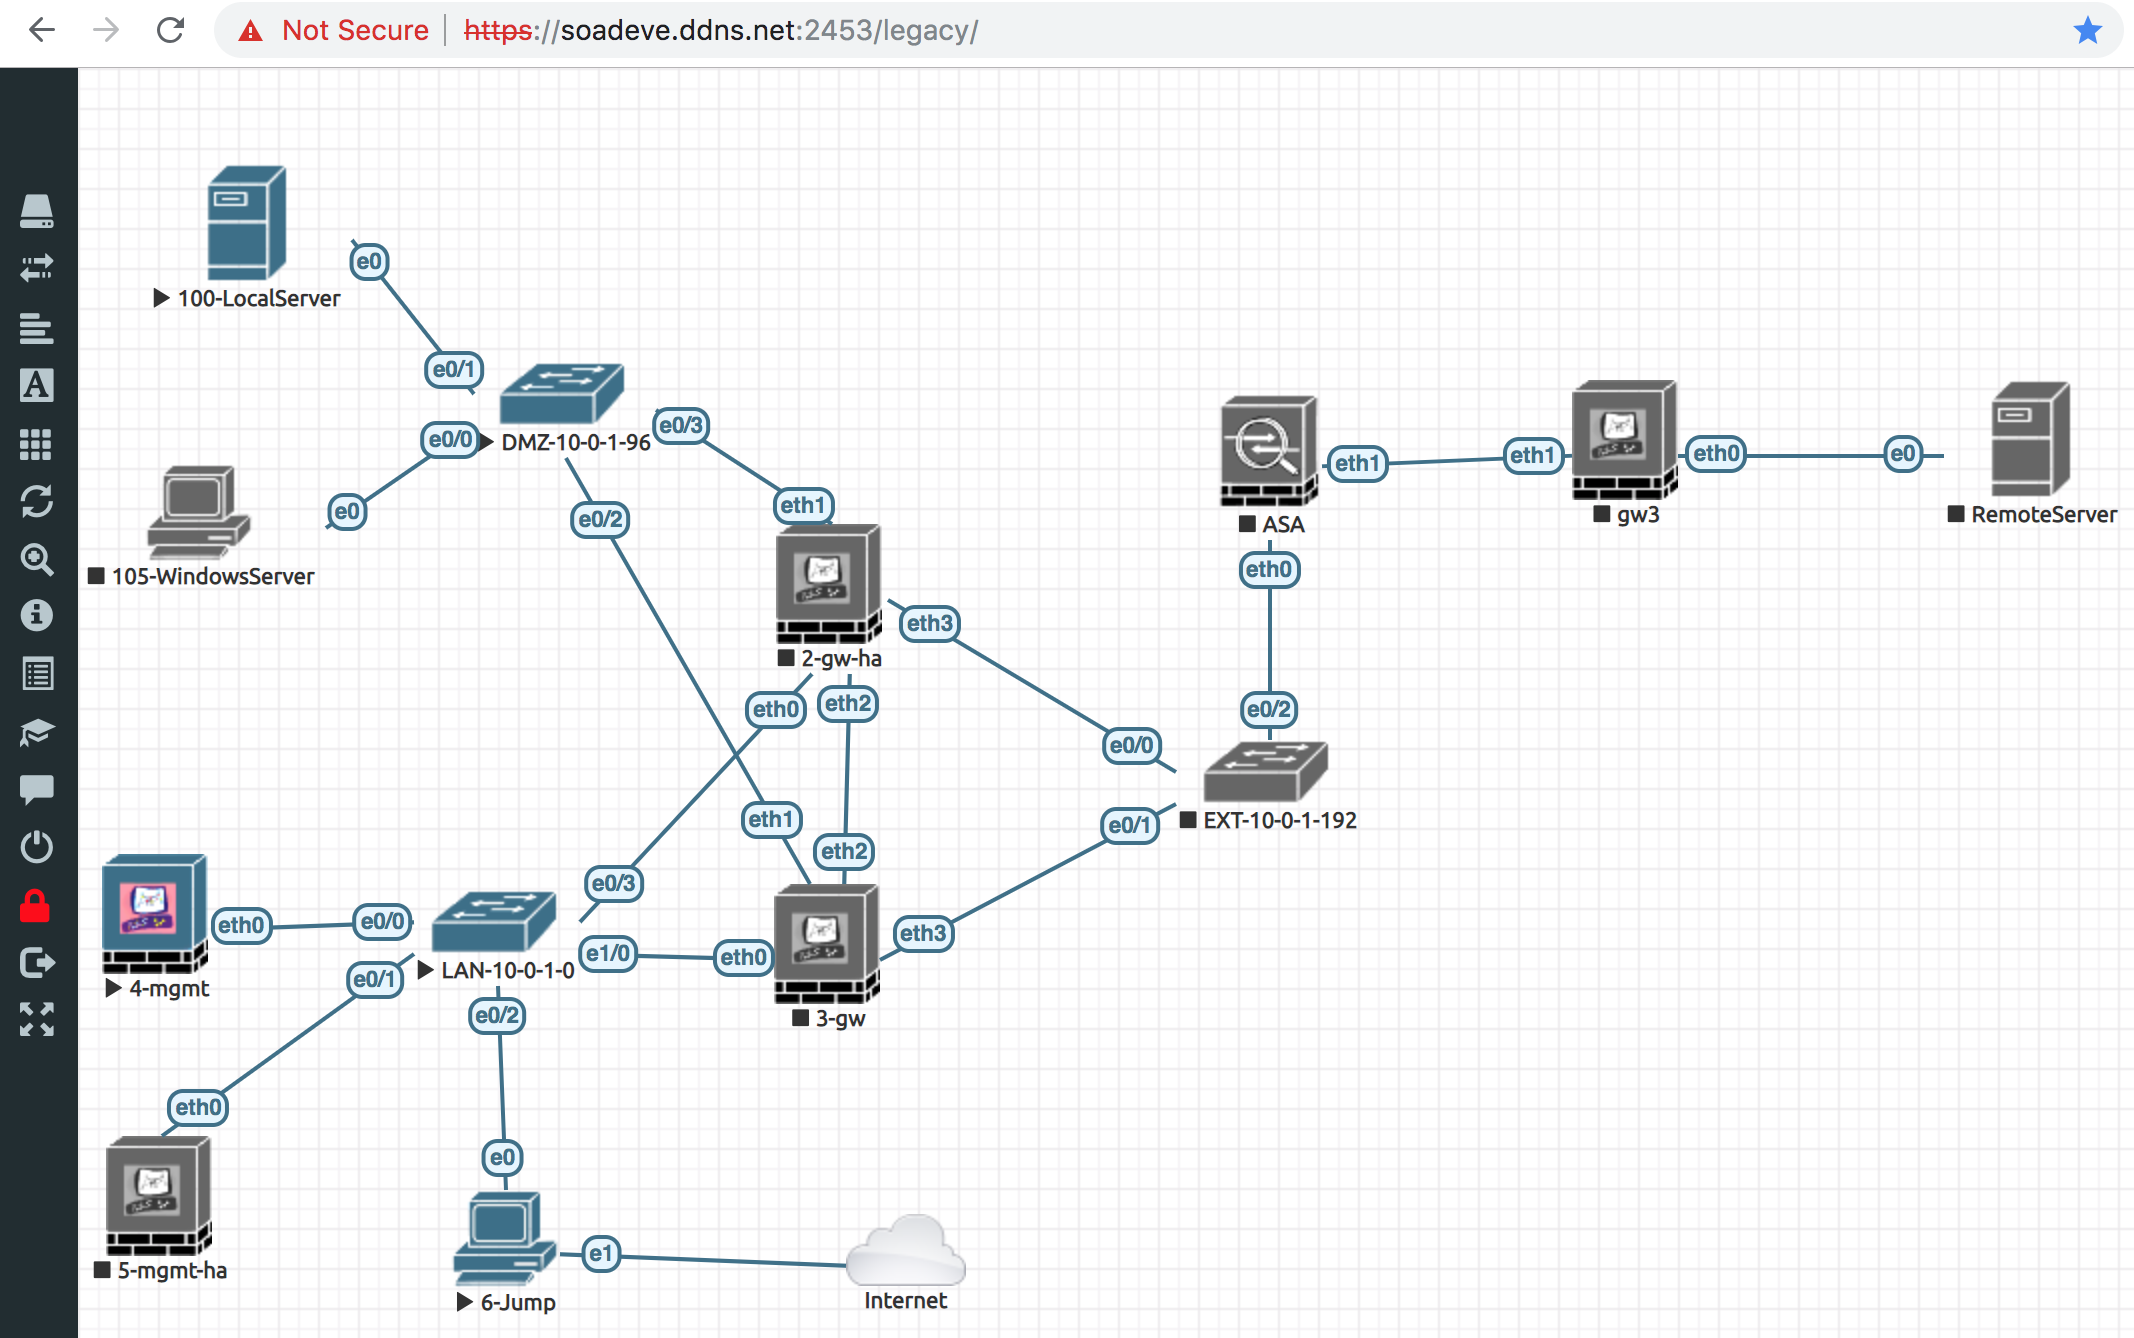 Not Secure | https://soadeve.ddns.net:2453/legacy/
100-LocalServer
e0
e0/1
DMZ-10-0-1-96
e0/0
e0/3
e0
105-WindowsServer
e0/2
eth1
2-gw-ha
eth3
eth0
eth2
ASA
eth1
eth1
gw3
eth0
e0
RemoteServer
eth0
e0/2
e0/0
EXT-10-0-1-192
e0/1
eth1
eth2
e0/3
4-mgmt
eth0
e0/0
LAN-10-0-1-0
e1/0
eth0
3-gw
eth3
e0/1
e0/2
eth0
5-mgmt-ha
e0
6-Jump
e1
Internet